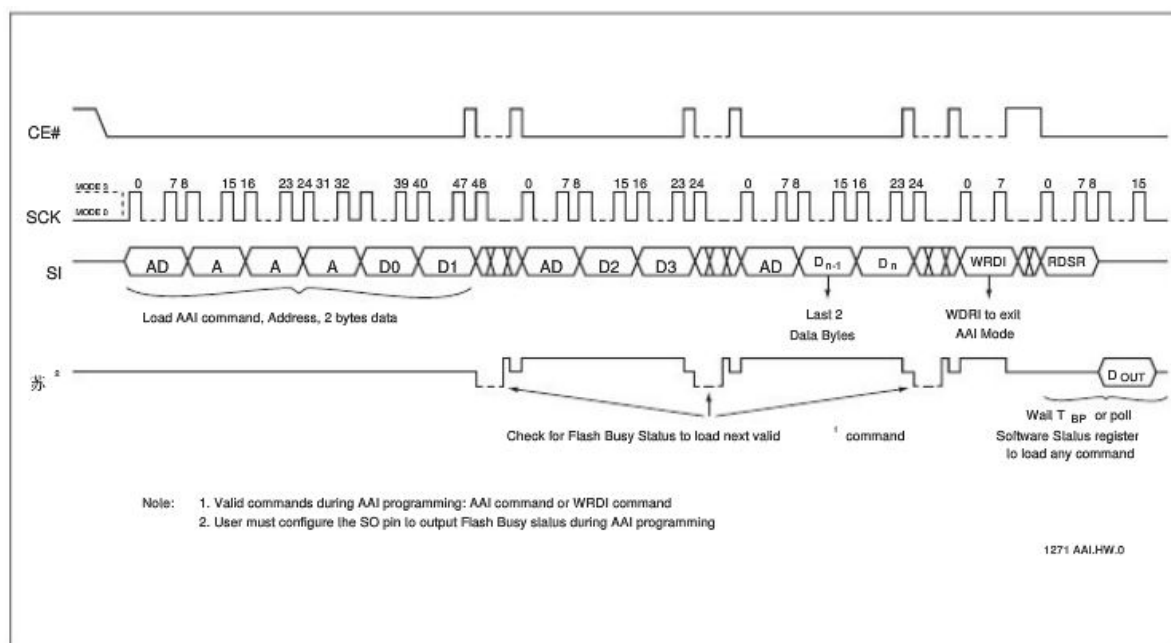 CE#
MODE 3
0 7 8 15 16 23 24 31 32 39 40 47 48 0 7 8 15 16 23 24 0 7 8 15 16 23 24 0 7 0 7 8 15
SCK
MODE 0
SI
AD A A A D0 D1 AD D2 D3 AD Dn-1 Dn WRDI RDSR
Load AAI command, Address, 2 bytes data
Last 2
Data Bytes
WDRI to exit
AAI Mode
苏 2
DOUT
Check for Flash Busy Status to load next valid 1 command
Wait T BP or poll
Software Status register
to load any command
Note: 1. Valid commands during AAI programming: AAI command or WRDI command
2. User must configure the SO pin to output Flash Busy status during AAI programming
1271 AAI.HW.0